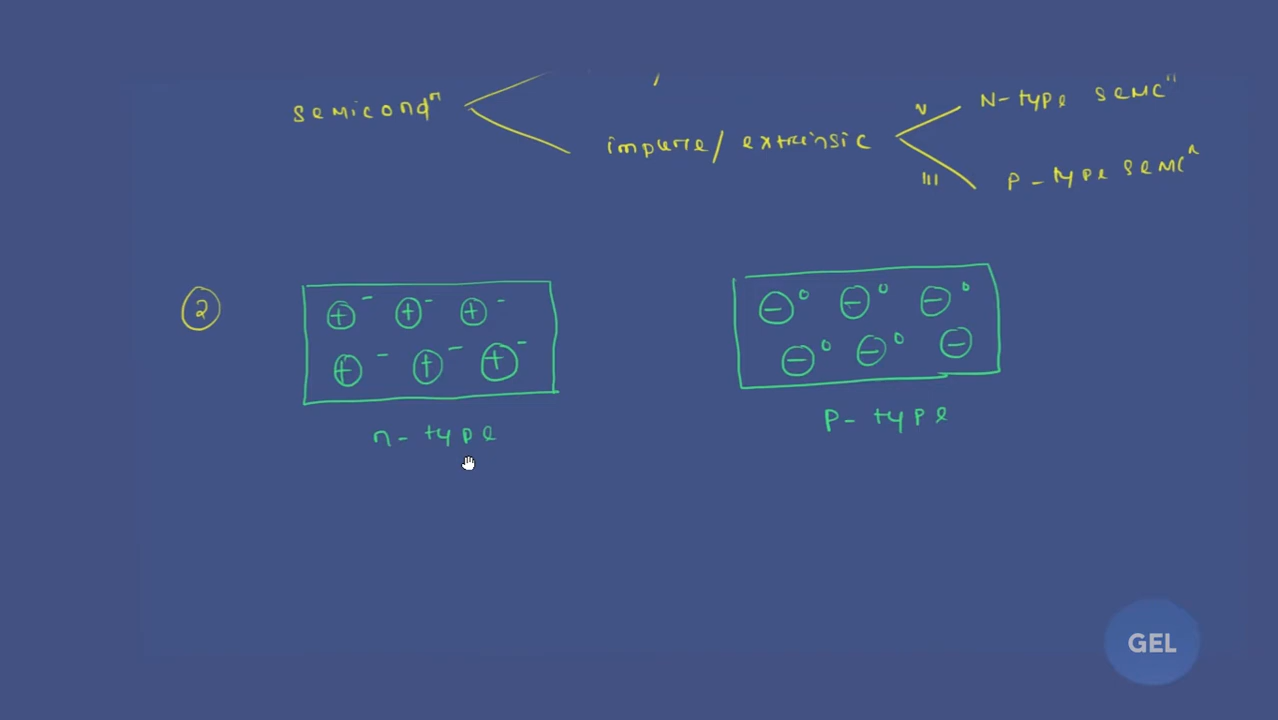 semicondⁿ
impure/ extrinsic
V
N-type semcⁿ
III
P-type semcⁿ
2
+ - + - + -
+ - + - + -
n-type
- o - o - o
- o - o -
P-type
GEL